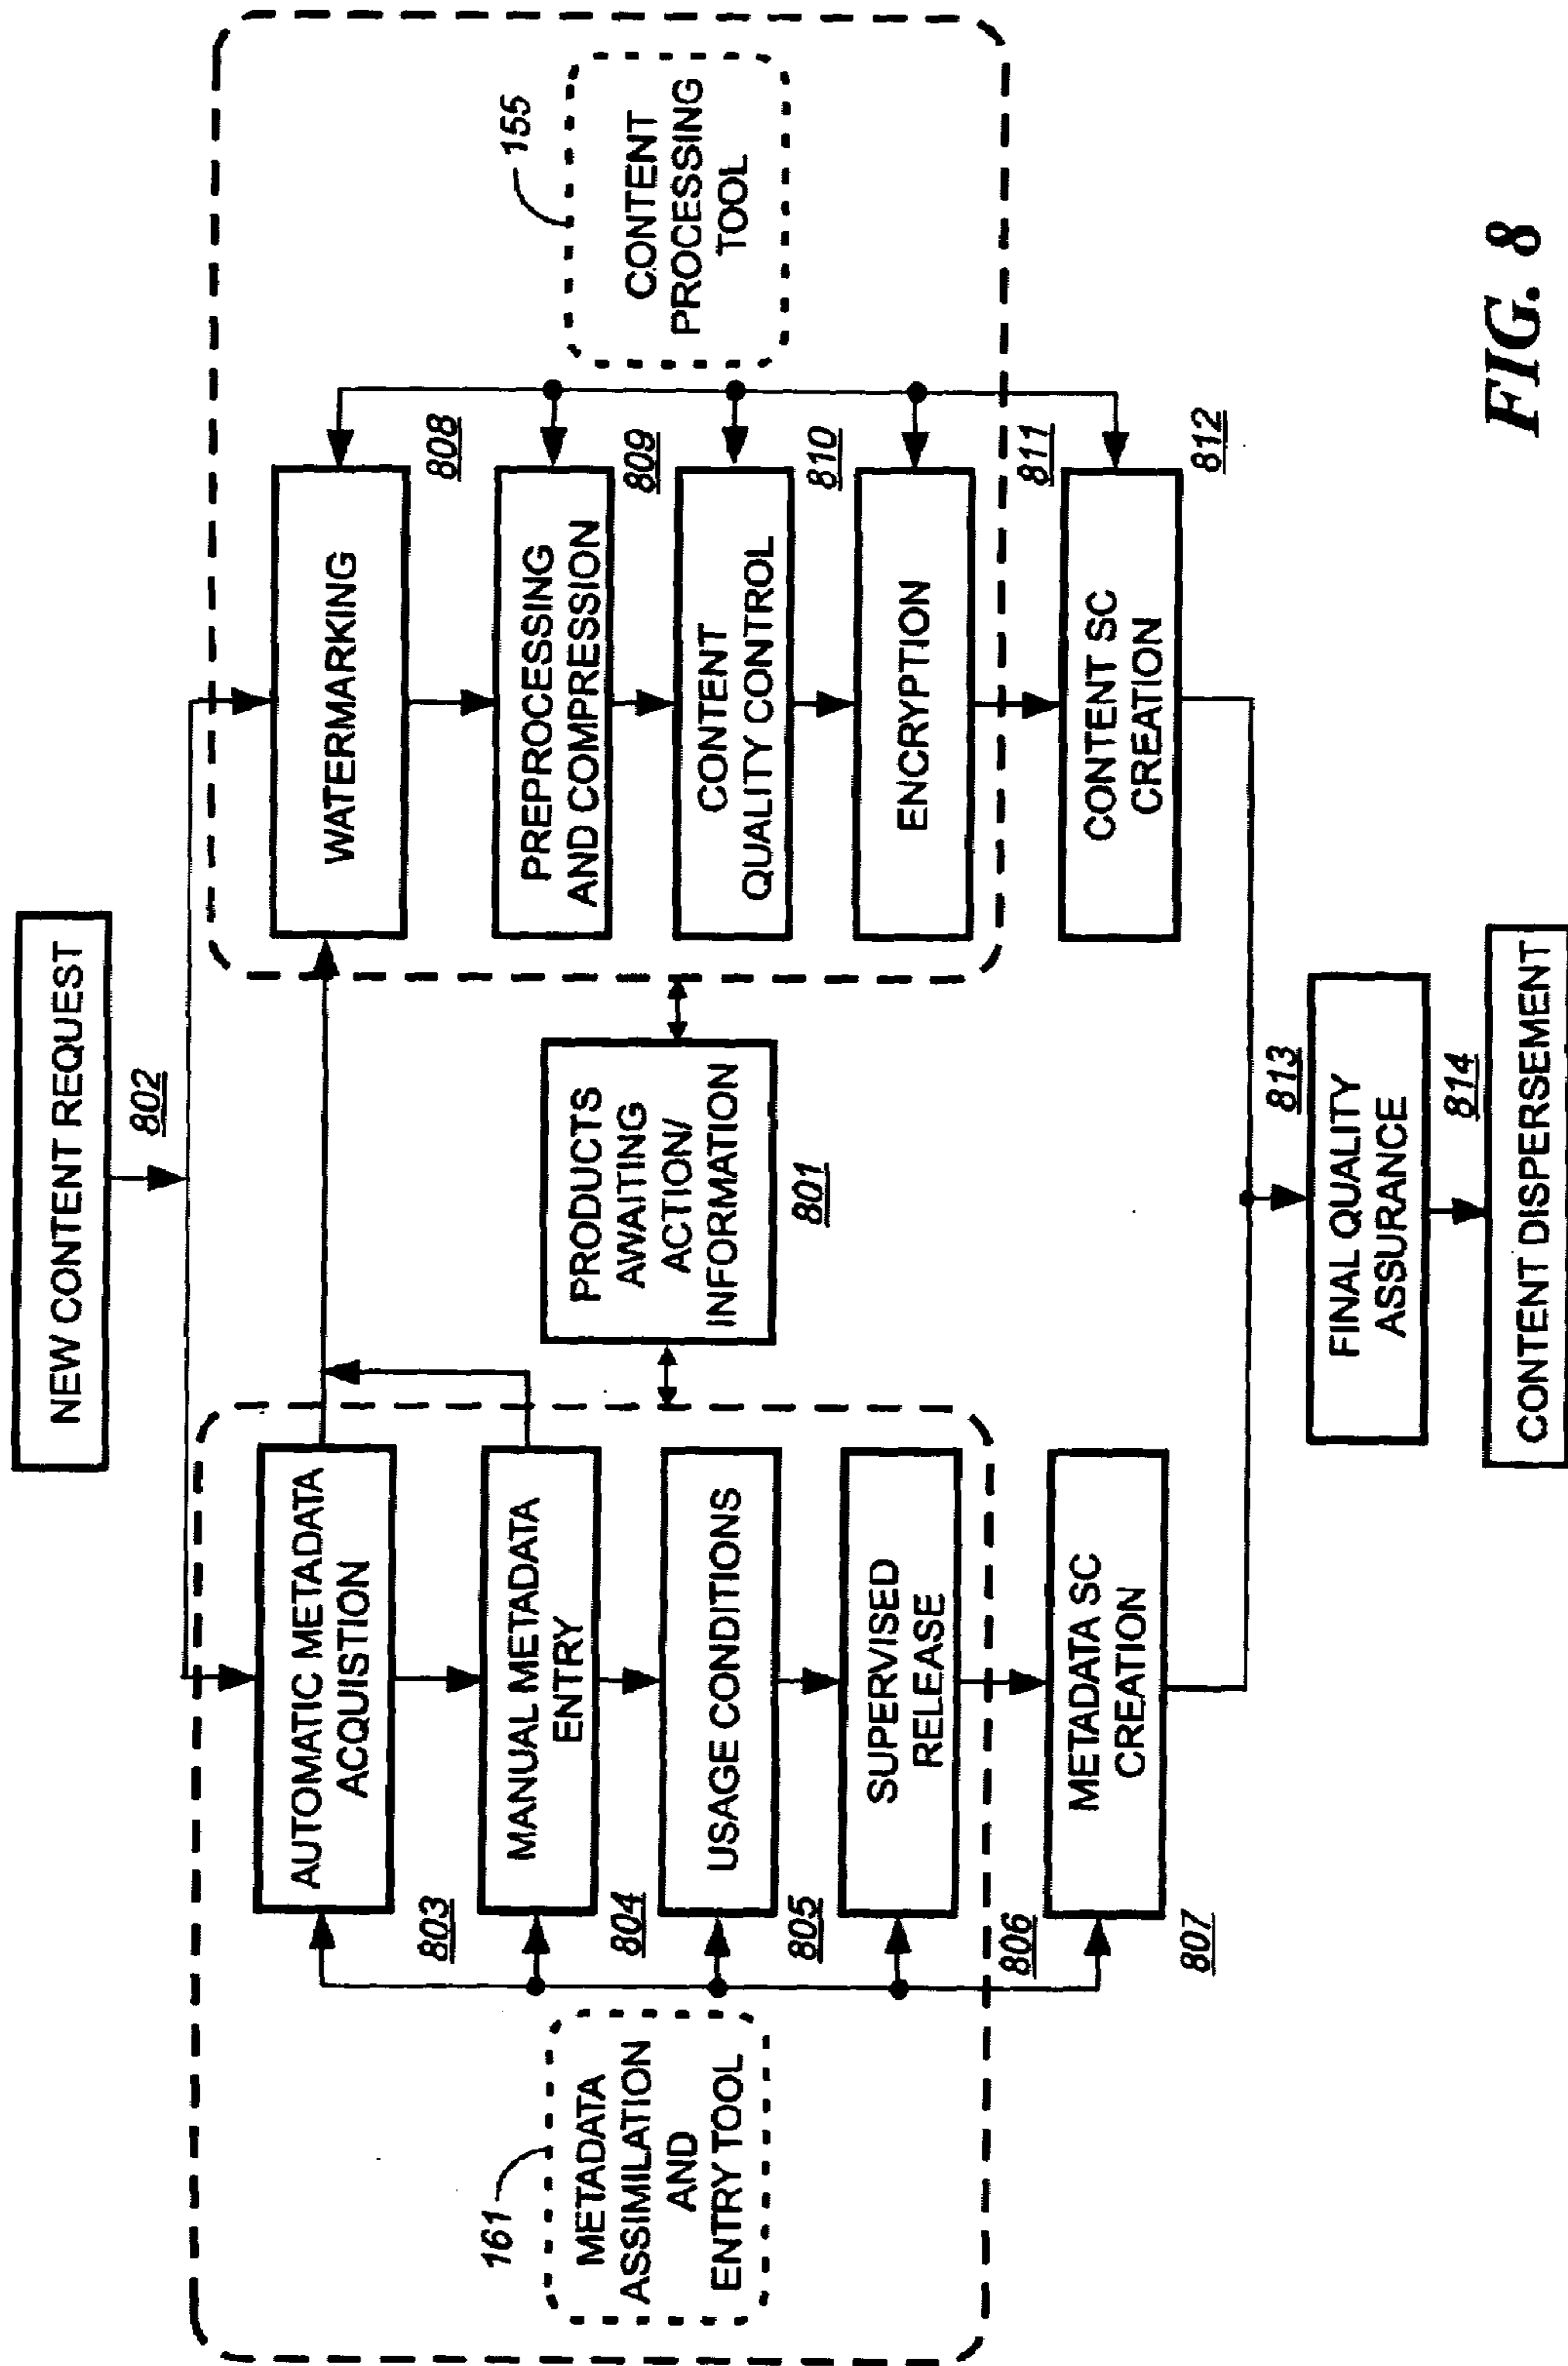 NEW CONTENT REQUEST
802
AUTOMATIC METADATA
ACQUISTION
803
MANUAL METADATA
ENTRY
804
USAGE CONDITIONS
805
SUPERVISED
RELEASE
806
METADATA SC
CREATION
807
161
METADATA
ASSIMILATION
AND
ENTRY TOOL
PRODUCTS
AWAITING
ACTION/
INFORMATION
801
WATERMARKING
808
PREPROCESSING
AND COMPRESSION
809
CONTENT
QUALITY CONTROL
810
ENCRYPTION
811
CONTENT SC
CREATION
812
155
CONTENT
PROCESSING
TOOL
FINAL QUALITY
ASSURANCE
813
CONTENT DISPERSEMENT
814
FIG. 8